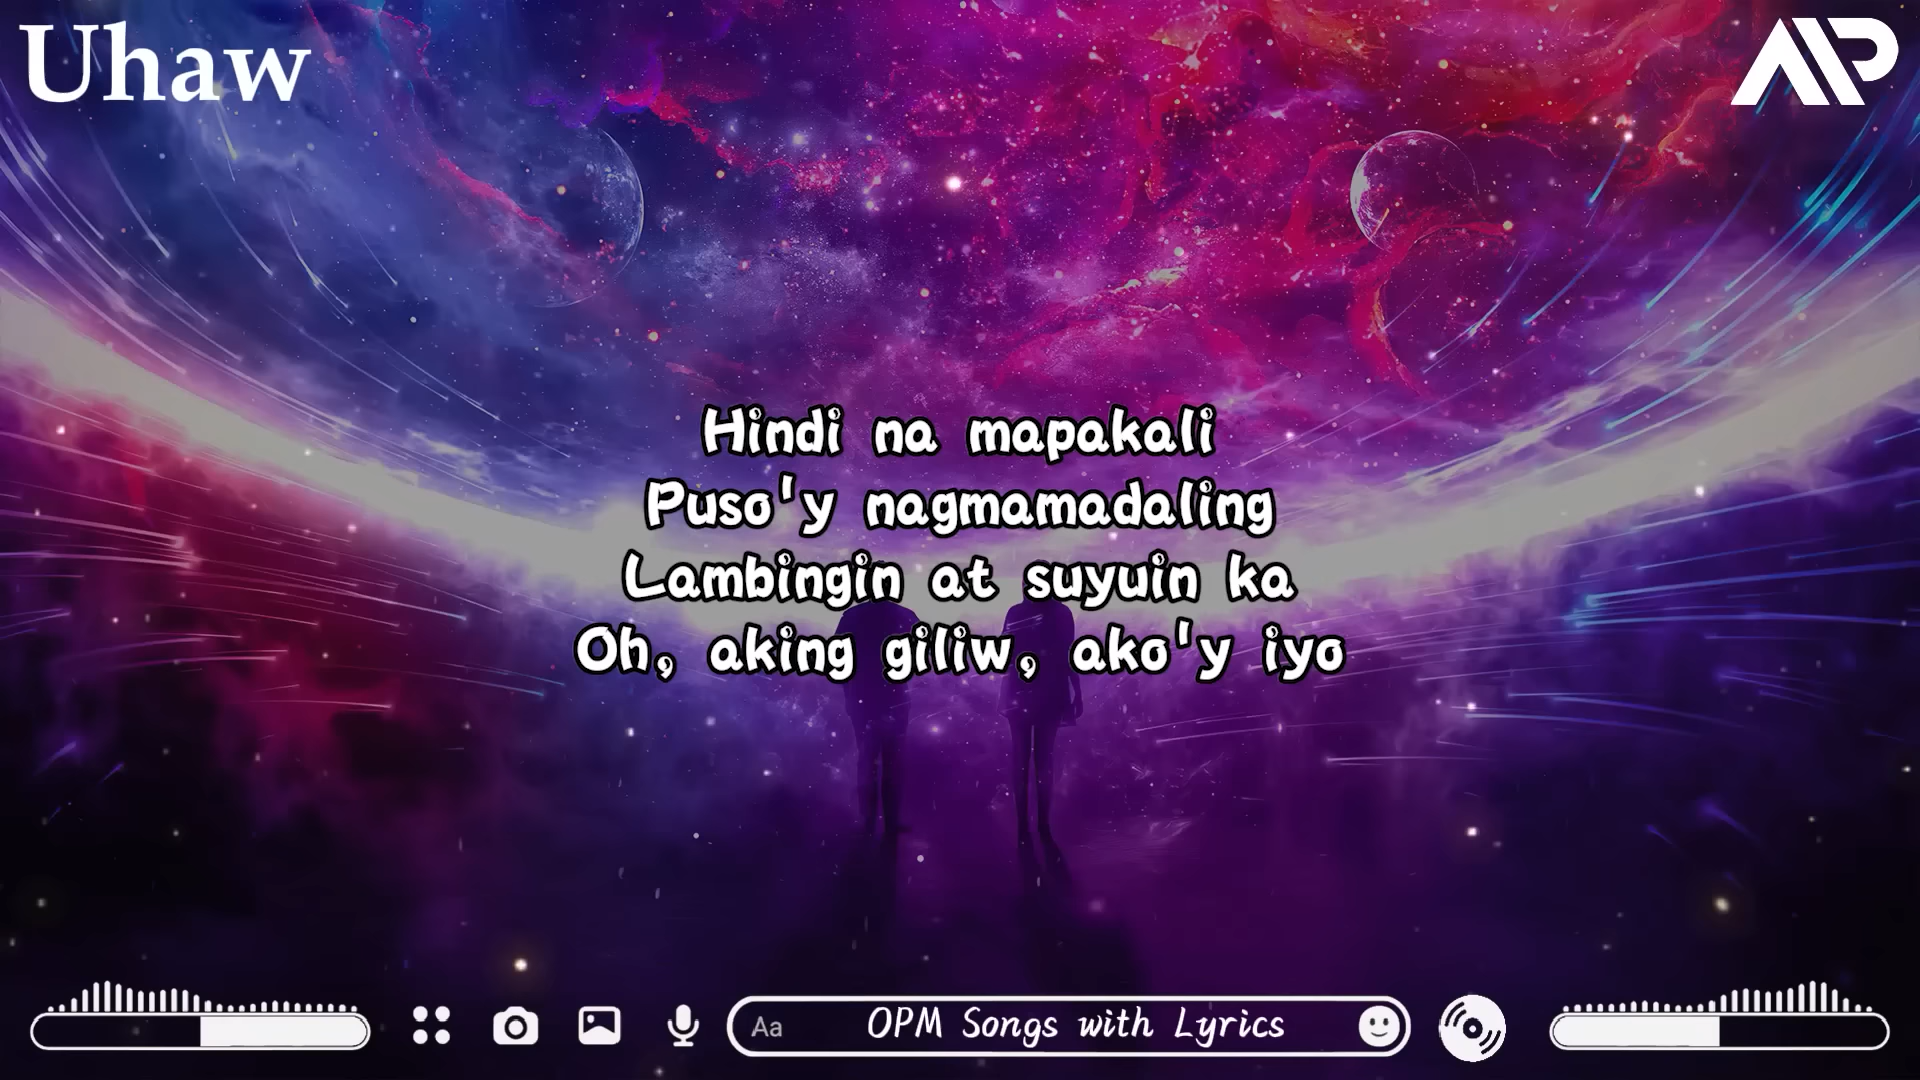 Uhaw
AP
Hindi na mapakali
Puso'y nagmamadaling
Lambingin at suyuin ka
Oh, aking giliw, ako'y iyo
Aa OPM Songs with Lyrics